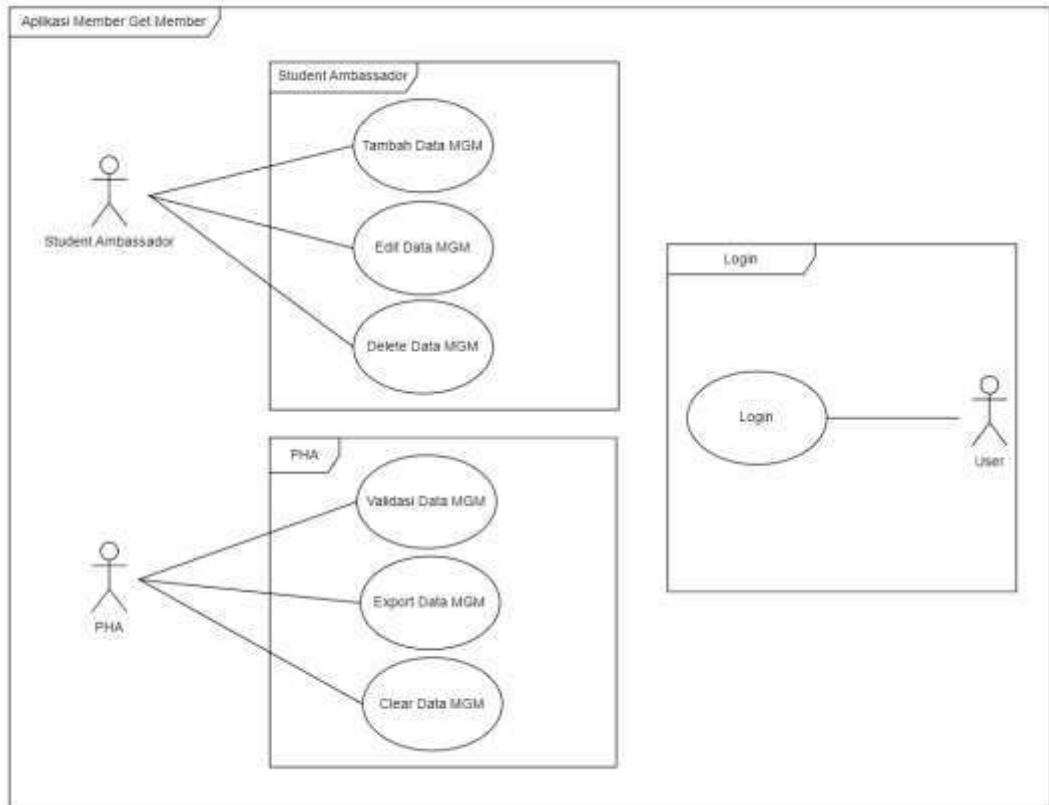 Aplikasi Member Get Member
Student Ambassador
Tambah Data MGM
Student Ambassador
Edit Data MGM
Delete Data MGM
Login
Login
User
PHA
Validasi Data MGM
Export Data MGM
PHA
Clear Data MGM